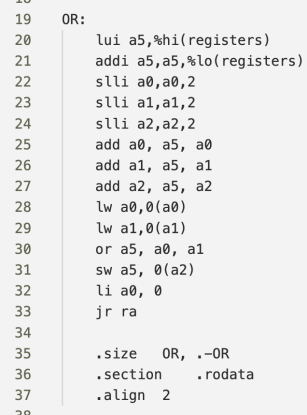 19 OR:
20 lui a5,%hi(registers)
21 addi a5,a5,%lo(registers)
22 slli a0,a0,2
23 slli a1,a1,2
24 slli a2,a2,2
25 add a0, a5, a0
26 add a1, a5, a1
27 add a2, a5, a2
28 lw a0,0(a0)
29 lw a1,0(a1)
30 or a5, a0, a1
31 sw a5, 0(a2)
32 li a0, 0
33 jr ra
34
35 .size OR, .-OR
36 .section .rodata
37 .align 2